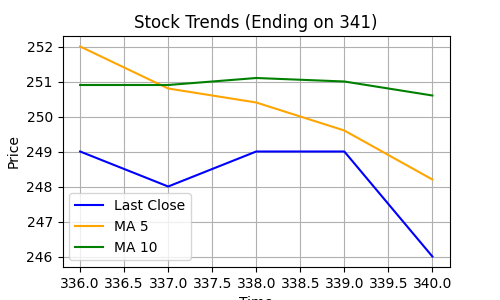 Stock Trends (Ending on 341)
252
251
250
249
248
247
246
Price
Last Close
MA 5
MA 10
336.0 336.5 337.0 337.5 338.0 338.5 339.0 339.5 340.0
Time